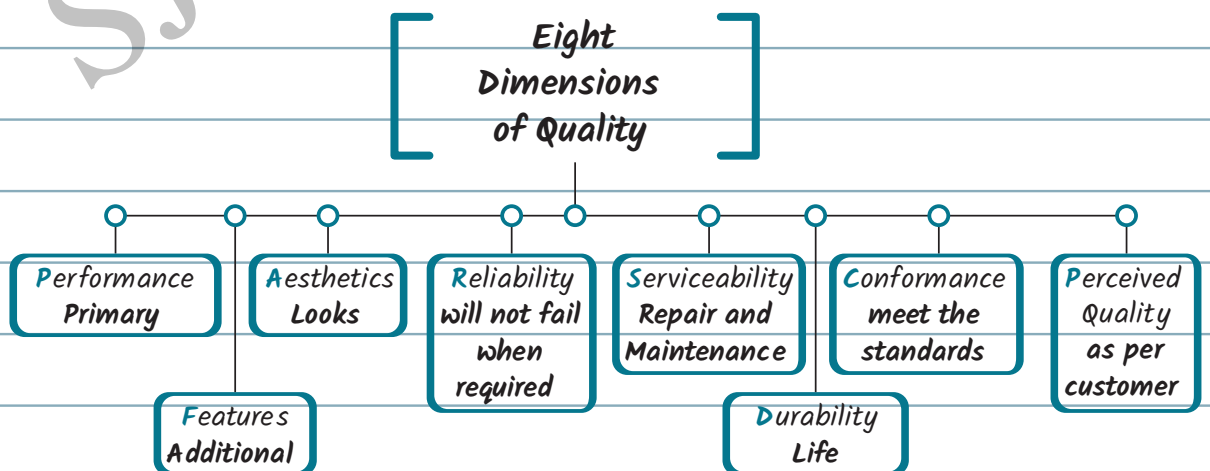 Eight
Dimensions
of Quality
Performance
Primary
Features
Additional
Aesthetics
Looks
Reliability
will not fail
when
required
Serviceability
Repair and
Maintenance
Durability
Life
Conformance
meet the
standards
Perceived
Quality
as per
customer